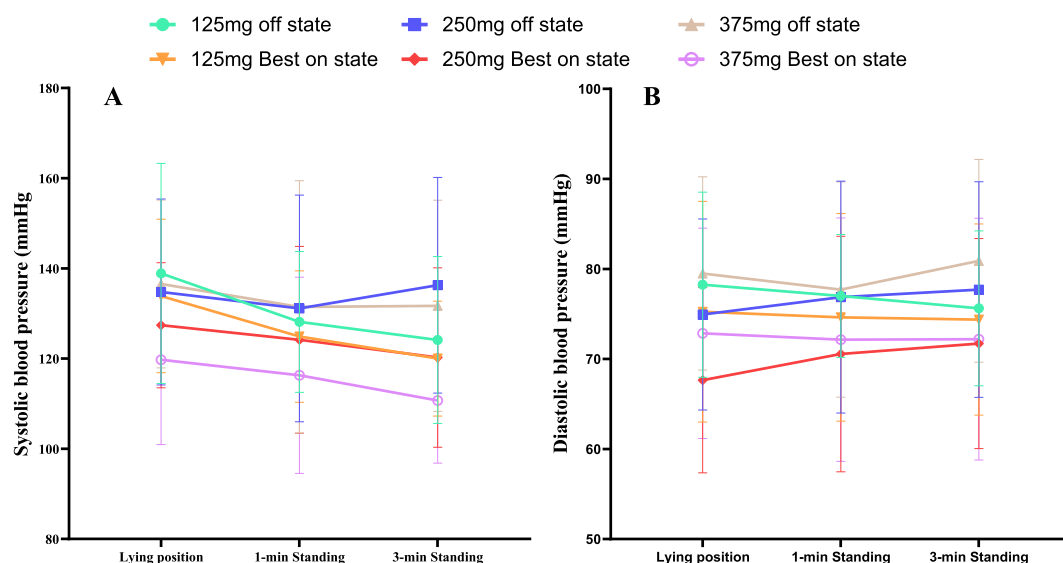 125mg off state 250mg off state 375mg off state
125mg Best on state 250mg Best on state 375mg Best on state
A
Systolic blood pressure (mmHg)
180
160
140
120
100
80
Lying position 1-min Standing 3-min Standing
B
Diastolic blood pressure (mmHg)
100
90
80
70
60
50
Lying position 1-min Standing 3-min Standing